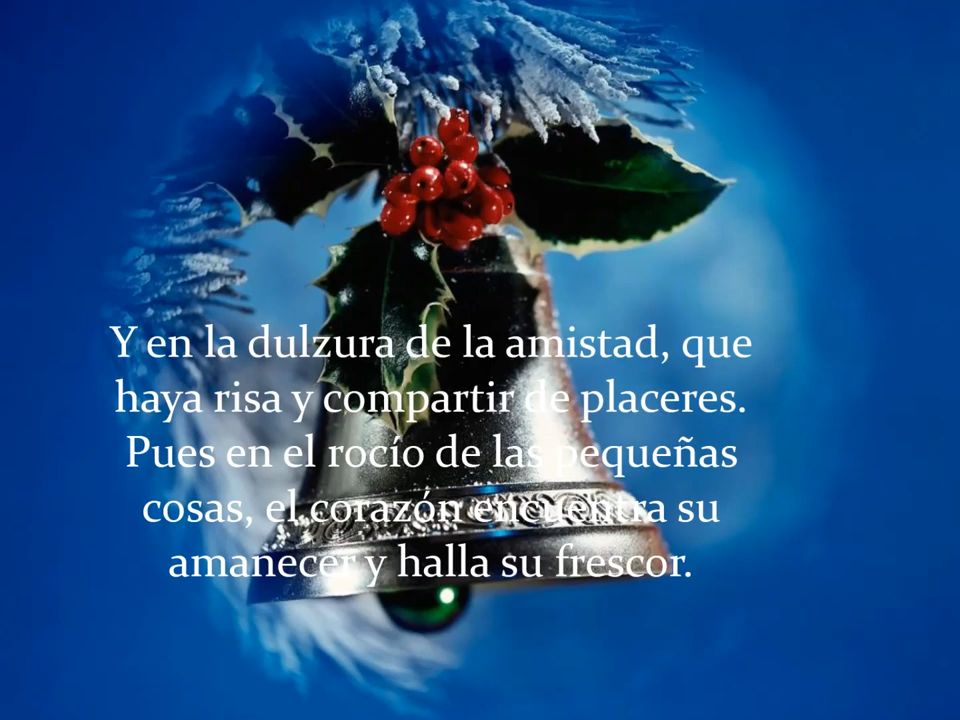 Y en la dulzura de la amistad, que
haya risa y compartir de placeres.
Pues en el rocío de las pequeñas
cosas, el corazón encuentra su
amanecer y halla su frescor.